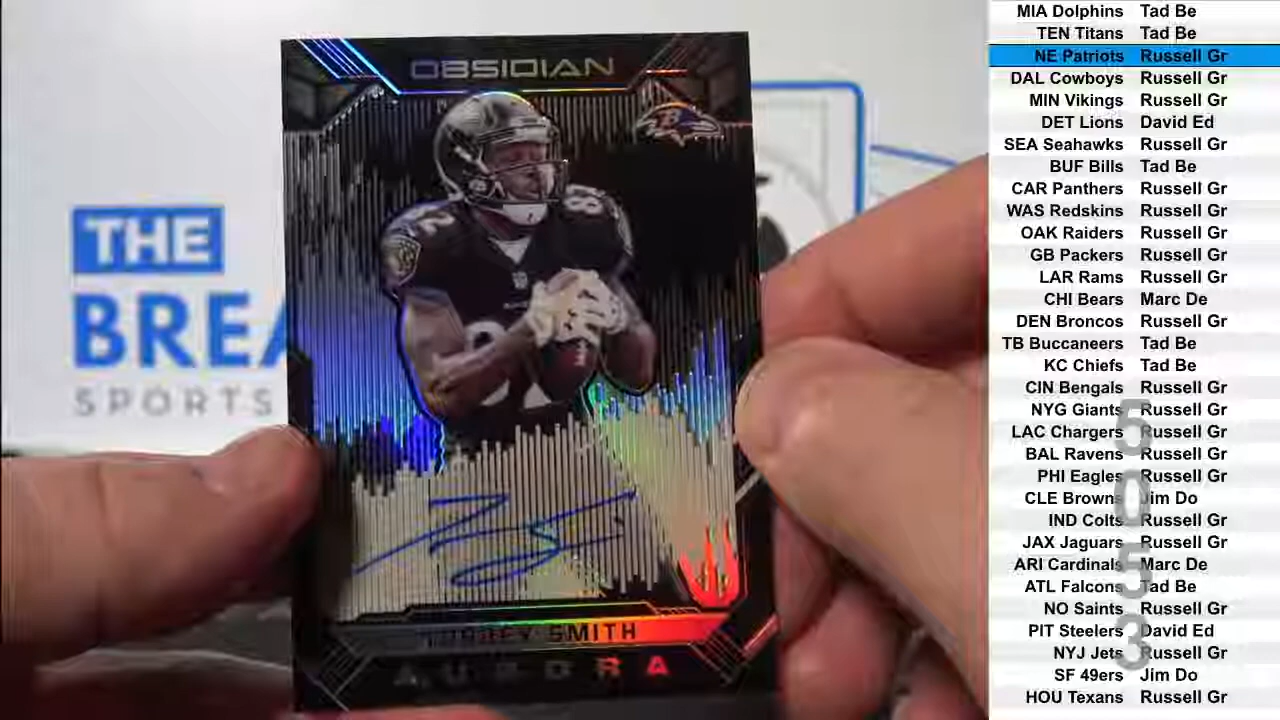 OBSIDIAN
82
82
THE
BREA
SPORTS
TORREY SMITH
AURORA
MIA Dolphins Tad Be
TEN Titans Tad Be
NE Patriots Russell Gr
DAL Cowboys Russell Gr
MIN Vikings Russell Gr
DET Lions David Ed
SEA Seahawks Russell Gr
BUF Bills Tad Be
CAR Panthers Russell Gr
WAS Redskins Russell Gr
OAK Raiders Russell Gr
GB Packers Russell Gr
LAR Rams Russell Gr
CHI Bears Marc De
DEN Broncos Russell Gr
TB Buccaneers Tad Be
KC Chiefs Tad Be
CIN Bengals Russell Gr
NYG Giants Russell Gr
LAC Chargers Russell Gr
BAL Ravens Russell Gr
PHI Eagles Russell Gr
CLE Browns Jim Do
IND Colts Russell Gr
JAX Jaguars Russell Gr
ARI Cardinals Marc De
ATL Falcons Tad Be
NO Saints Russell Gr
PIT Steelers David Ed
NYJ Jets Russell Gr
SF 49ers Jim Do
HOU Texans Russell Gr
5053